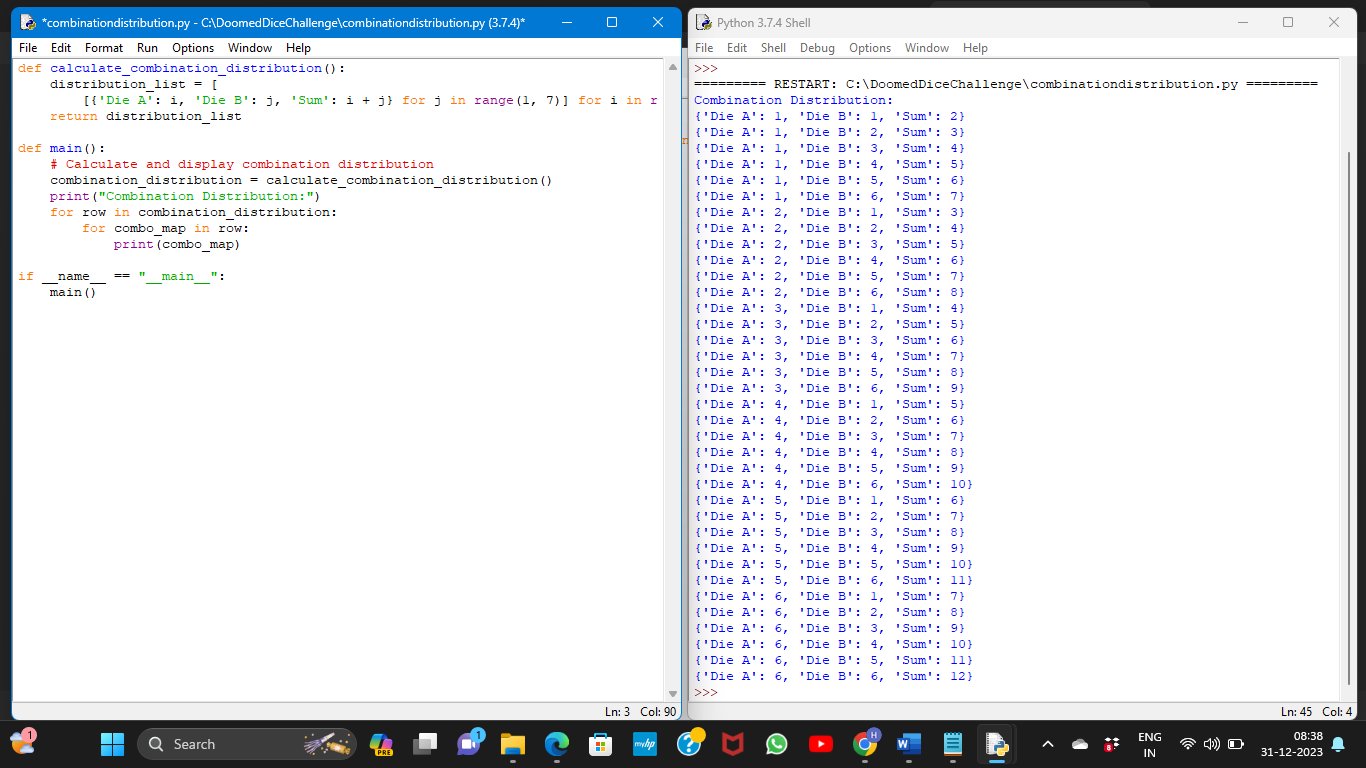 *combinationdistribution.py - C:\DoomedDiceChallenge\combinationdistribution.py (3.7.4)*
File Edit Format Run Options Window Help
def calculate_combination_distribution():
    distribution_list = [
        [{'Die A': i, 'Die B': j, 'Sum': i + j} for j in range(1, 7)] for i in r
    return distribution_list
def main():
    # Calculate and display combination distribution
    combination_distribution = calculate_combination_distribution()
    print("Combination Distribution:")
    for row in combination_distribution:
        for combo_map in row:
            print(combo_map)
if __name__ == "__main__":
    main()
Ln: 3 Col: 90
Python 3.7.4 Shell
File Edit Shell Debug Options Window Help
>>>
========= RESTART: C:\DoomedDiceChallenge\combinationdistribution.py =========
Combination Distribution:
{'Die A': 1, 'Die B': 1, 'Sum': 2}
{'Die A': 1, 'Die B': 2, 'Sum': 3}
{'Die A': 1, 'Die B': 3, 'Sum': 4}
{'Die A': 1, 'Die B': 4, 'Sum': 5}
{'Die A': 1, 'Die B': 5, 'Sum': 6}
{'Die A': 1, 'Die B': 6, 'Sum': 7}
{'Die A': 2, 'Die B': 1, 'Sum': 3}
{'Die A': 2, 'Die B': 2, 'Sum': 4}
{'Die A': 2, 'Die B': 3, 'Sum': 5}
{'Die A': 2, 'Die B': 4, 'Sum': 6}
{'Die A': 2, 'Die B': 5, 'Sum': 7}
{'Die A': 2, 'Die B': 6, 'Sum': 8}
{'Die A': 3, 'Die B': 1, 'Sum': 4}
{'Die A': 3, 'Die B': 2, 'Sum': 5}
{'Die A': 3, 'Die B': 3, 'Sum': 6}
{'Die A': 3, 'Die B': 4, 'Sum': 7}
{'Die A': 3, 'Die B': 5, 'Sum': 8}
{'Die A': 3, 'Die B': 6, 'Sum': 9}
{'Die A': 4, 'Die B': 1, 'Sum': 5}
{'Die A': 4, 'Die B': 2, 'Sum': 6}
{'Die A': 4, 'Die B': 3, 'Sum': 7}
{'Die A': 4, 'Die B': 4, 'Sum': 8}
{'Die A': 4, 'Die B': 5, 'Sum': 9}
{'Die A': 4, 'Die B': 6, 'Sum': 10}
{'Die A': 5, 'Die B': 1, 'Sum': 6}
{'Die A': 5, 'Die B': 2, 'Sum': 7}
{'Die A': 5, 'Die B': 3, 'Sum': 8}
{'Die A': 5, 'Die B': 4, 'Sum': 9}
{'Die A': 5, 'Die B': 5, 'Sum': 10}
{'Die A': 5, 'Die B': 6, 'Sum': 11}
{'Die A': 6, 'Die B': 1, 'Sum': 7}
{'Die A': 6, 'Die B': 2, 'Sum': 8}
{'Die A': 6, 'Die B': 3, 'Sum': 9}
{'Die A': 6, 'Die B': 4, 'Sum': 10}
{'Die A': 6, 'Die B': 5, 'Sum': 11}
{'Die A': 6, 'Die B': 6, 'Sum': 12}
>>>
Ln: 45 Col: 4
1
Search
PRE
1
myhp
?
H
W
8
ENG
IN
08:38
31-12-2023